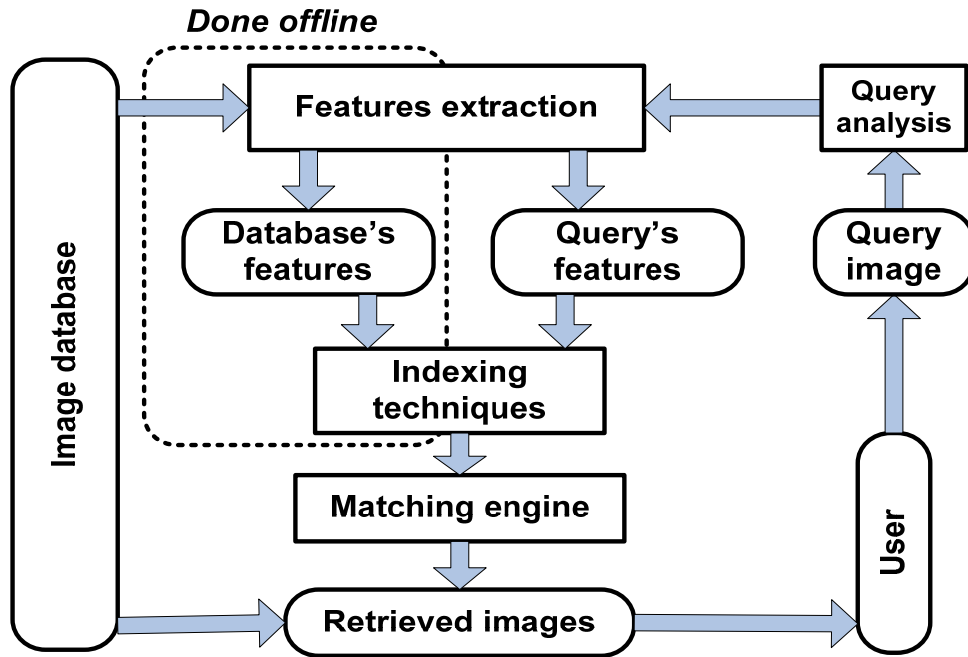 Done offline
Image database
Features extraction
Query
analysis
Database's
features
Query's
features
Query
image
Indexing
techniques
Matching engine
User
Retrieved images